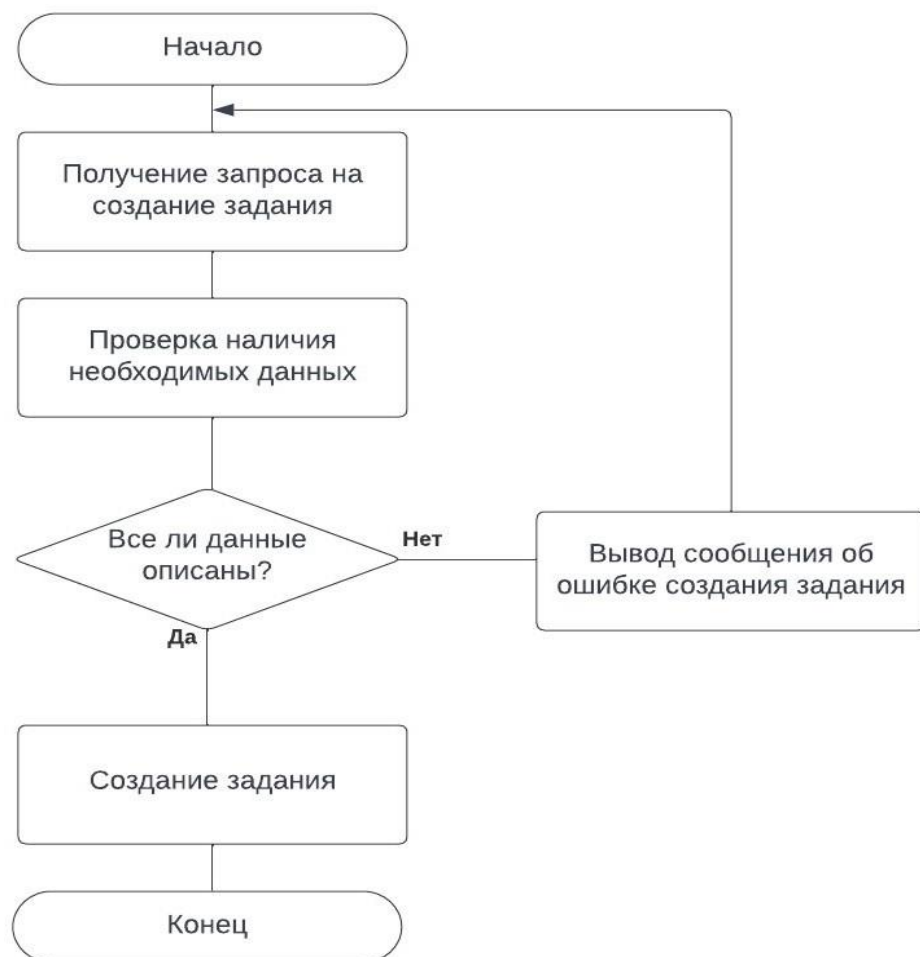 Начало
Получение запроса на
создание задания
Проверка наличия
необходимых данных
Все ли данные
описаны?
Нет
Вывод сообщения об
ошибке создания задания
Да
Создание задания
Конец